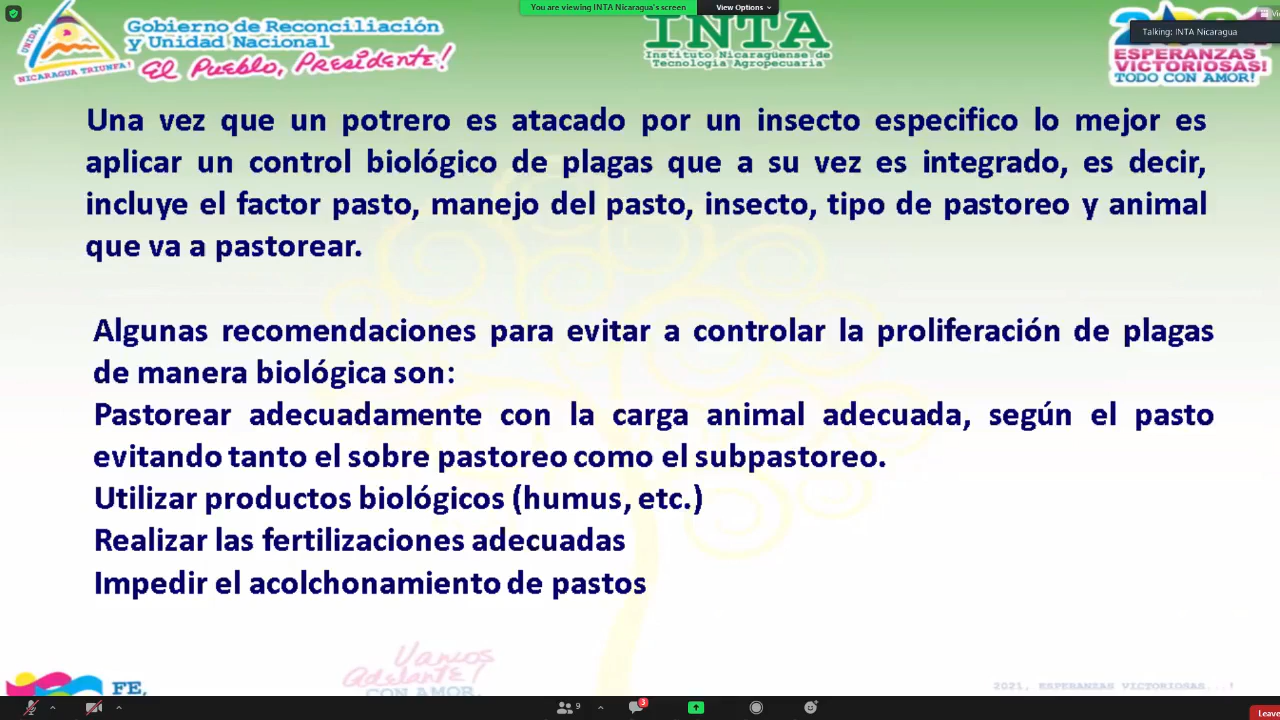 You are viewing INTA Nicaragua's screen
View Options
Talking: INTA Nicaragua
UNIDA,
NICARAGUA TRIUNFA!
Gobierno de Reconciliación
y Unidad Nacional
El Pueblo, Presidente!
INTA
Instituto Nicaragüense de
Tecnología Agropecuaria
ESPERANZAS
VICTORIOSAS!
TODO CON AMOR!
Una vez que un potrero es atacado por un insecto especifico lo mejor es
aplicar un control biológico de plagas que a su vez es integrado, es decir,
incluye el factor pasto, manejo del pasto, insecto, tipo de pastoreo y animal
que va a pastorear.
Algunas recomendaciones para evitar a controlar la proliferación de plagas
de manera biológica son:
Pastorear adecuadamente con la carga animal adecuada, según el pasto
evitando tanto el sobre pastoreo como el subpastoreo.
Utilizar productos biológicos (humus, etc.)
Realizar las fertilizaciones adecuadas
Impedir el acolchonamiento de pastos
Vamos
Adelante!
CON AMOR,
FE,
2021, ESPERANZAS VICTORIOSAS...!
9
3
Leave